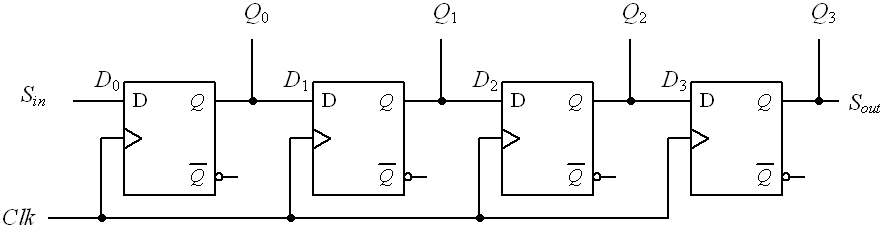 Q₀ Q₁ Q₂ Q₃
D₀ D₁ D₂ D₃
Sᵢₙ D Q D Q D Q D Q Sₒᵤₜ
Q̅ Q̅ Q̅ Q̅
Clk